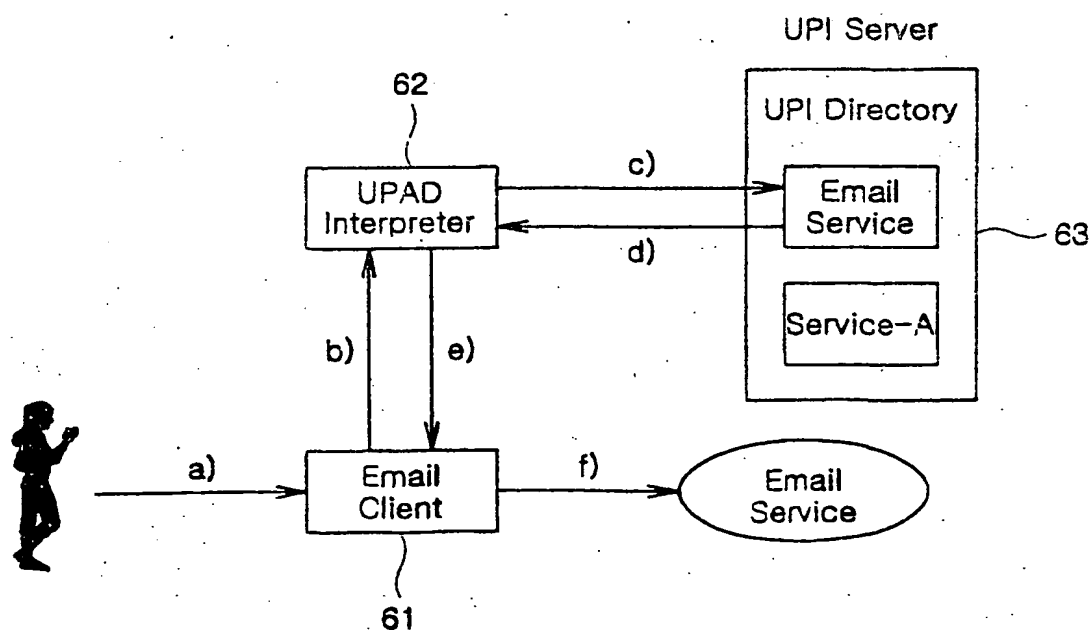 UPI Server
62
UPI Directory
UPAD
Interpreter
c)
Email
Service
d)
63
Service-A
b)
e)
a)
Email
Client
f)
Email
Service
61